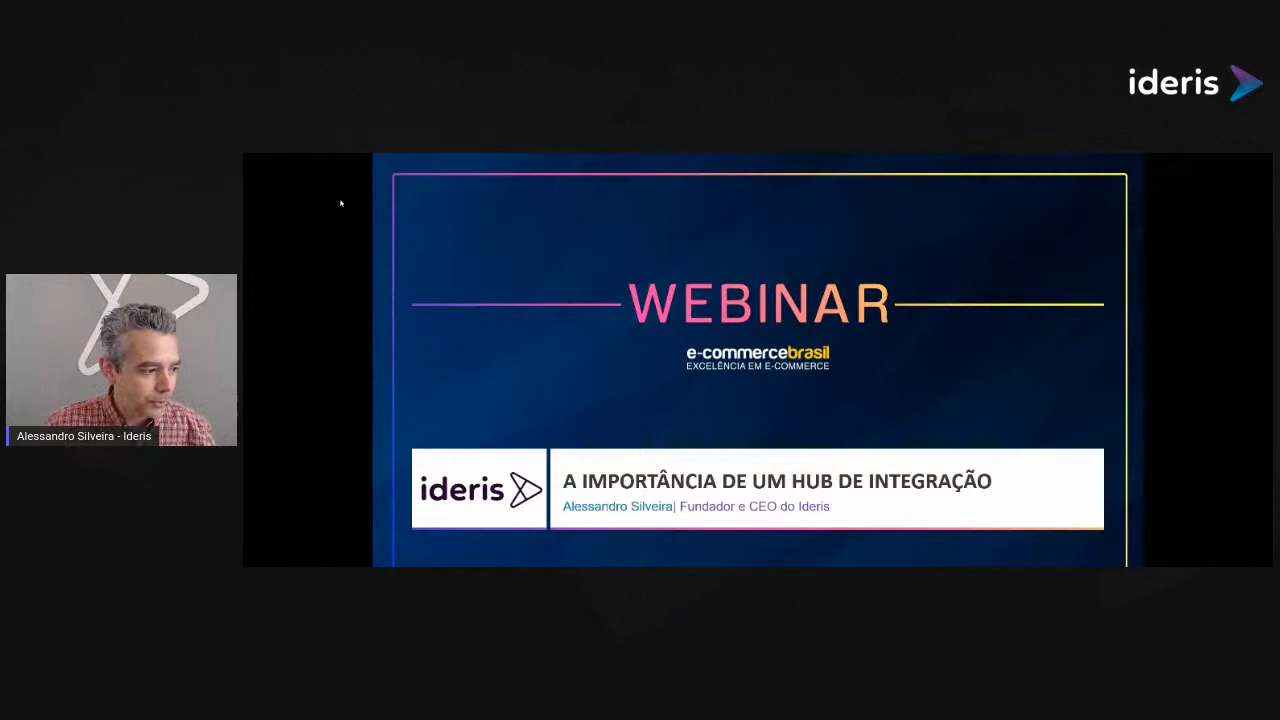 ideris
WEBINAR
e-commercebrasil
EXCELÊNCIA EM E-COMMERCE
Alessandro Silveira - Ideris
ideris
A IMPORTÂNCIA DE UM HUB DE INTEGRAÇÃO
Alessandro Silveira| Fundador e CEO do Ideris